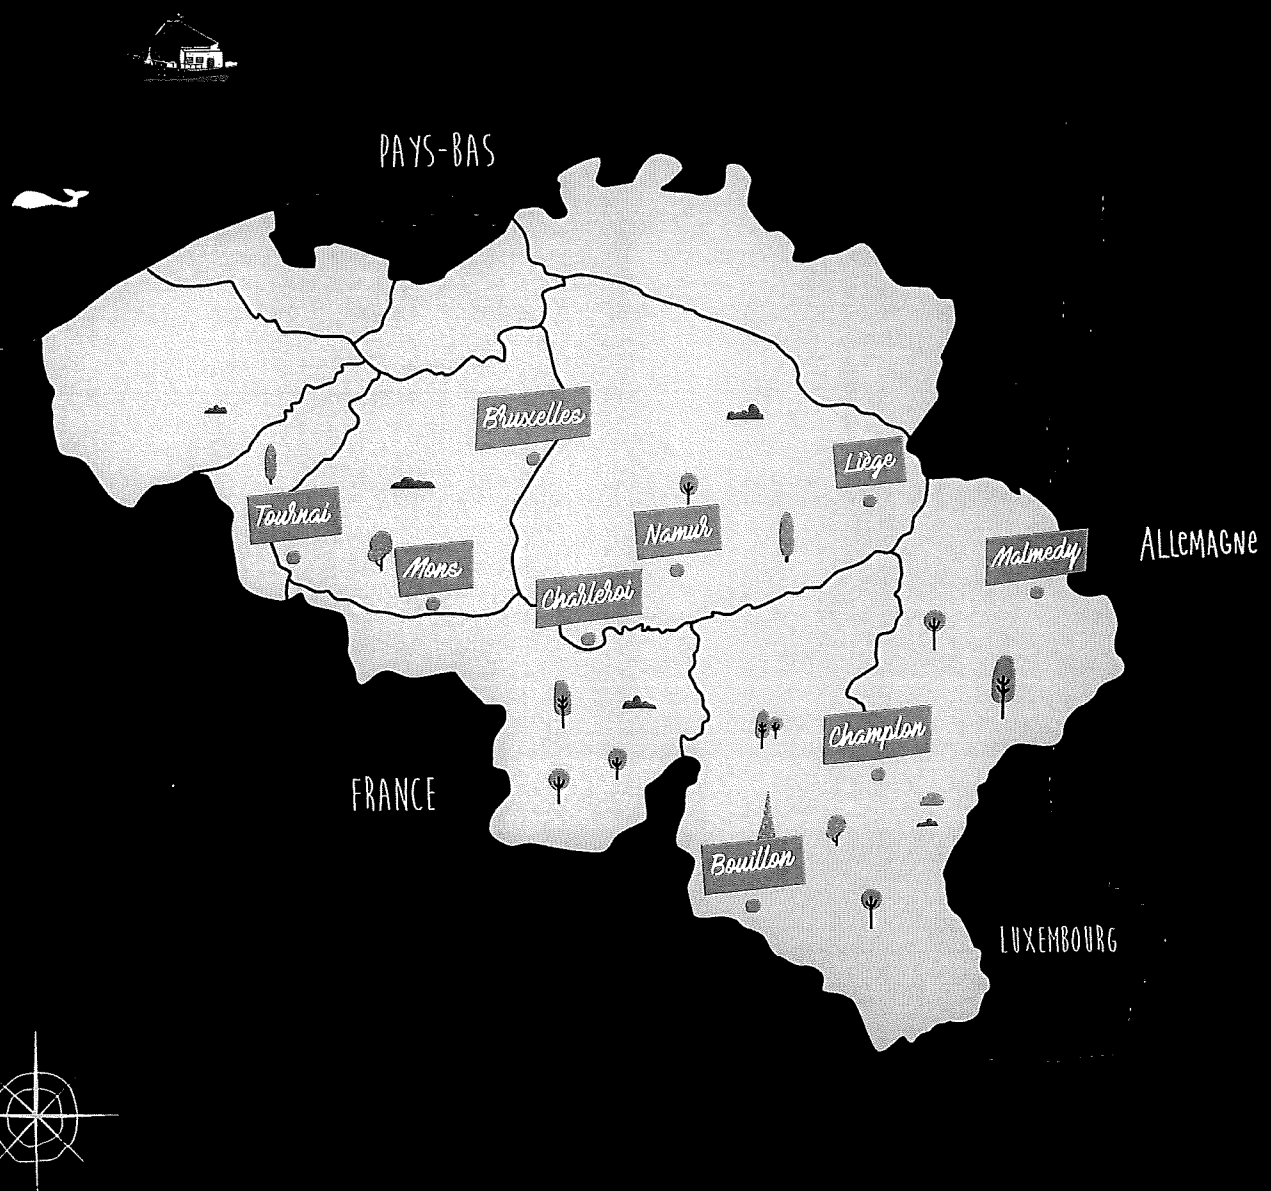 PAYS-BAS
Bruxelles
Liège
Tournai
Namur
Mons
Malmedy
ALLEMAGNE
Charleroi
Champlon
FRANCE
Bouillon
LUXEMBOURG